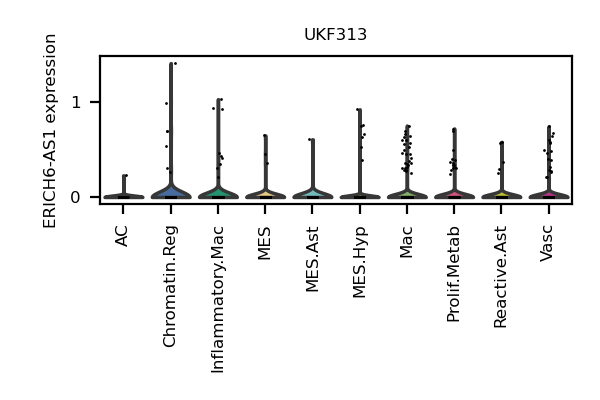 UKF313
ERICH6-AS1 expression
1
0
AC
Chromatin.Reg
Inflammatory.Mac
MES
MES.Ast
MES.Hyp
Mac
Prolif.Metab
Reactive.Ast
Vasc